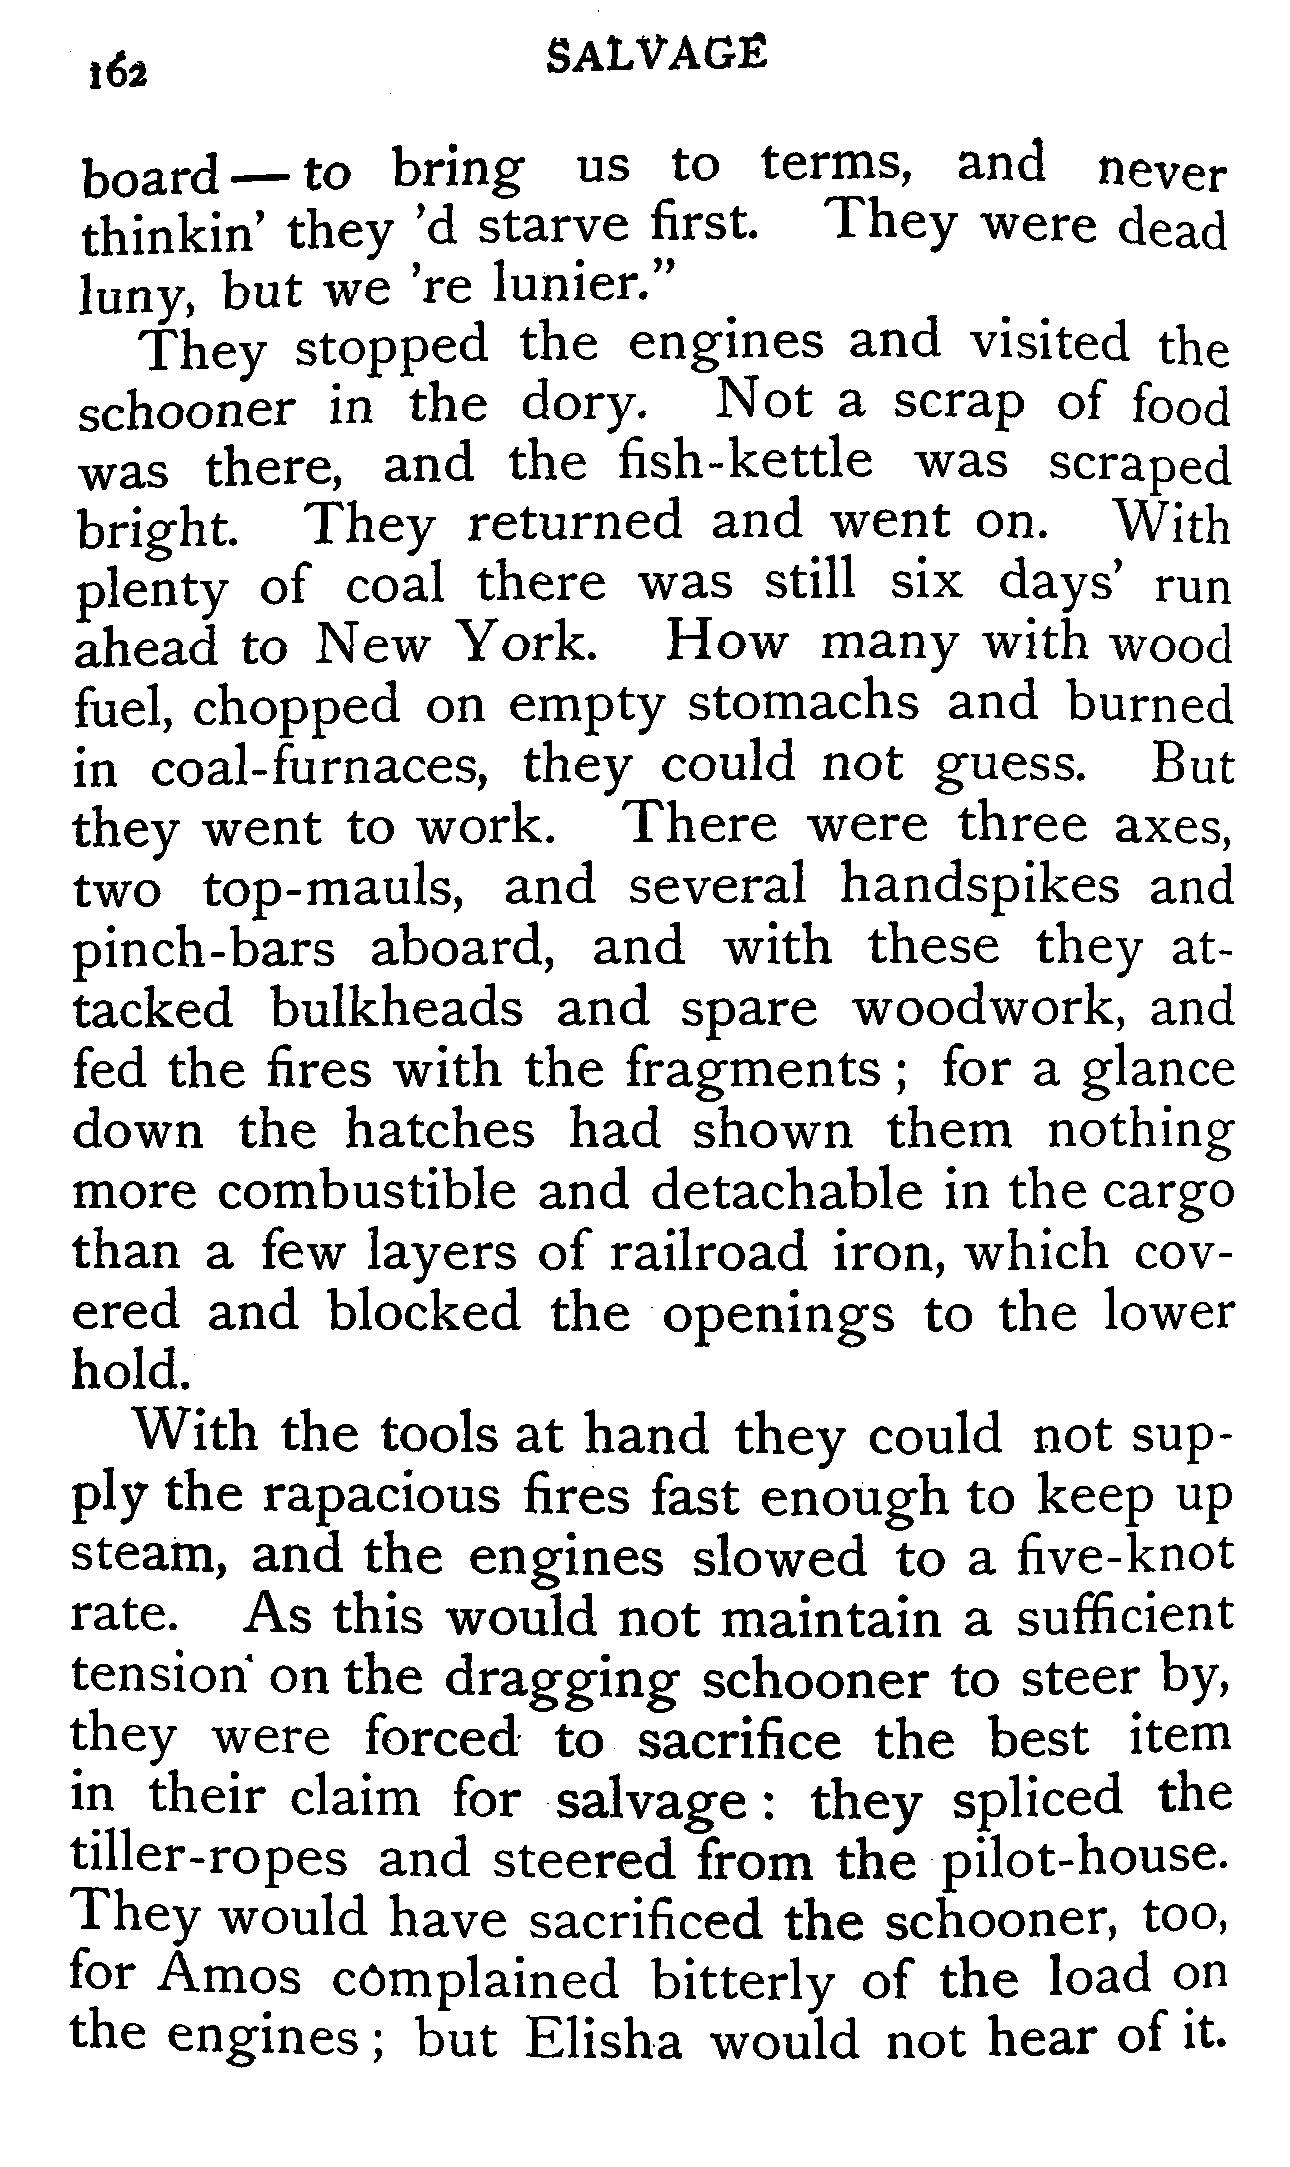 162 SALVAGE
board — to bring us to terms, and never
thinkin' they 'd starve first. They were dead
luny, but we 're lunier."
They stopped the engines and visited the
schooner in the dory. Not a scrap of food
was there, and the fish-kettle was scraped
bright. They returned and went on. With
plenty of coal there was still six days' run
ahead to New York. How many with wood
fuel, chopped on empty stomachs and burned
in coal-furnaces, they could not guess. But
they went to work. There were three axes,
two top-mauls, and several handspikes and
pinch-bars aboard, and with these they at-
tacked bulkheads and spare woodwork, and
fed the fires with the fragments ; for a glance
down the hatches had shown them nothing
more combustible and detachable in the cargo
than a few layers of railroad iron, which cov-
ered and blocked the openings to the lower
hold.
With the tools at hand they could not sup-
ply the rapacious fires fast enough to keep up
steam, and the engines slowed to a five-knot
rate. As this would not maintain a sufficient
tension on the dragging schooner to steer by,
they were forced to sacrifice the best item
in their claim for salvage : they spliced the
tiller-ropes and steered from the pilot-house.
They would have sacrificed the schooner, too,
for Amos complained bitterly of the load on
the engines ; but Elisha would not hear of it.